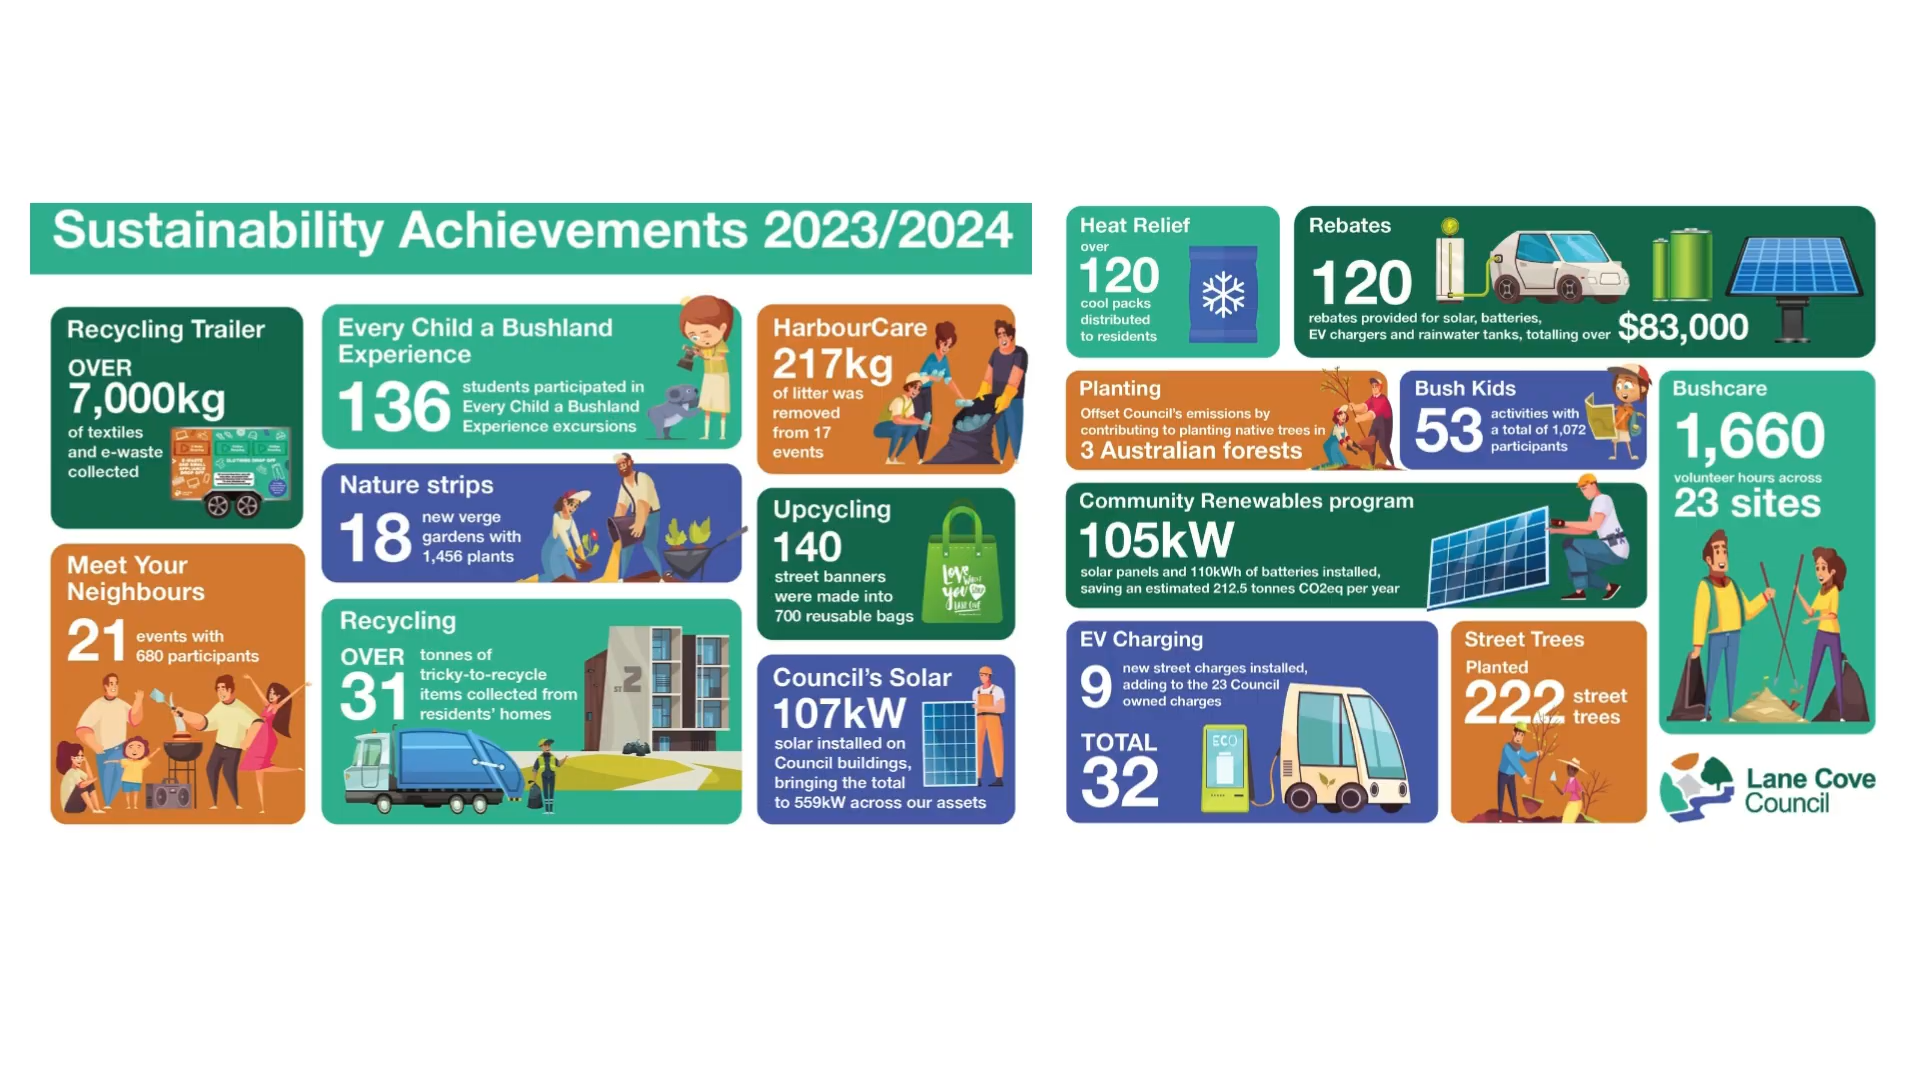 Sustainability Achievements 2023/2024
Recycling Trailer
OVER
7,000kg
of textiles
and e-waste
collected
Meet Your
Neighbours
21
events with
680 participants
Every Child a Bushland
Experience
136
students participated in
Every Child a Bushland
Experience excursions
Nature strips
18
new verge
gardens with
1,456 plants
Recycling
OVER
31
tonnes of
tricky-to-recycle
items collected from
residents' homes
ST 2
HarbourCare
217kg
of litter was
removed
from 17
events
Upcycling
140
street banners
were made into
700 reusable bags
Love
you
Council's Solar
107kW
solar installed on
Council buildings,
bringing the total
to 559kW across our assets
Heat Relief
over
120
cool packs
distributed
to residents
Rebates
120
rebates provided for solar, batteries,
EV chargers and rainwater tanks, totalling over $83,000
Planting
Offset Council's emissions by
contributing to planting native trees in
3 Australian forests
Bush Kids
53
activities with
a total of 1,072
participants
Bushcare
1,660
volunteer hours across
23 sites
Community Renewables program
105kW
solar panels and 110kWh of batteries installed,
saving an estimated 212.5 tonnes CO2eq per year
EV Charging
9
new street charges installed,
adding to the 23 Council
owned charges
TOTAL
32
ECO
Street Trees
Planted
222
street
trees
Lane Cove
Council